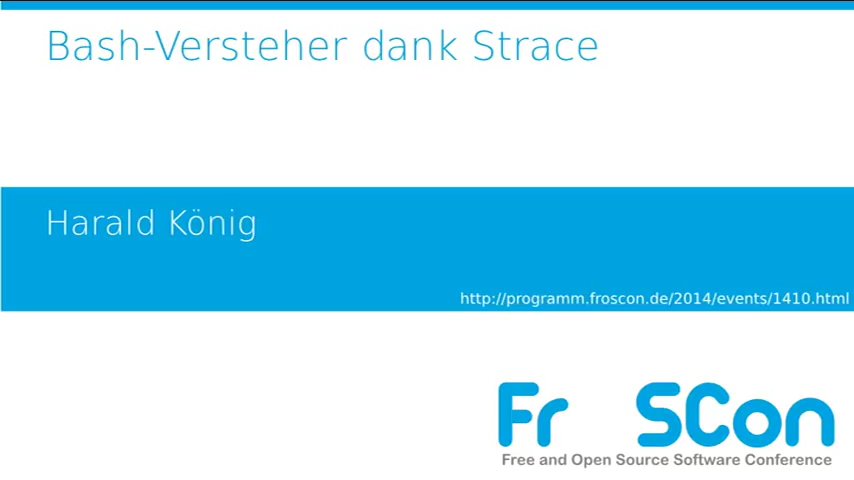 Bash-Versteher dank Strace
Harald König
http://programm.froscon.de/2014/events/1410.html
Fr SCon
Free and Open Source Software Conference